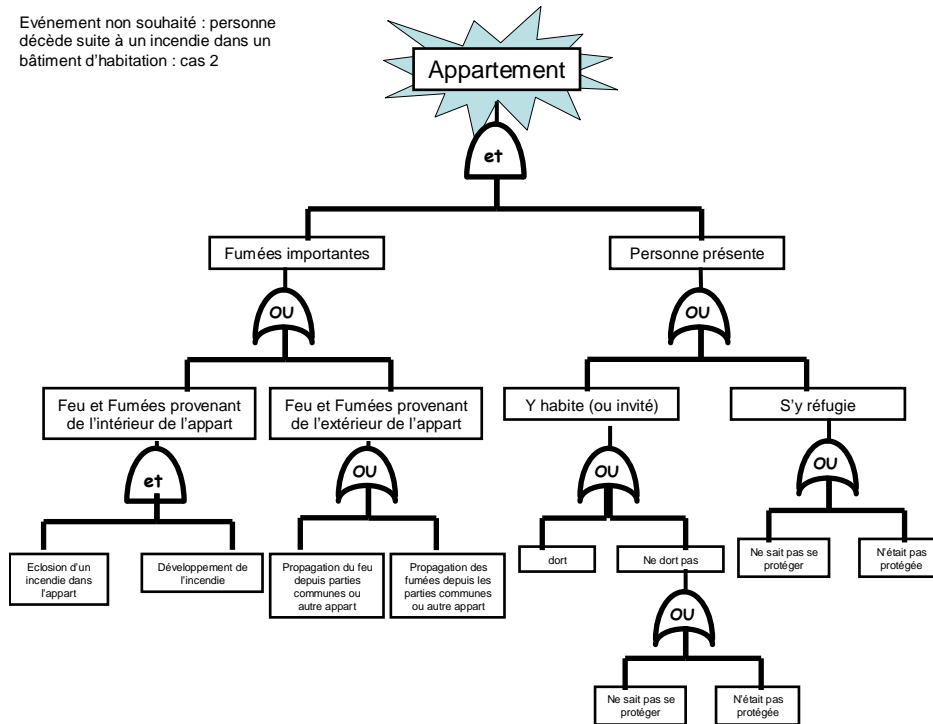 Evénement non souhaité : personne
décède suite à un incendie dans un
bâtiment d'habitation : cas 2
Appartement
et
Fumées importantes
Personne présente
OU
OU
Feu et Fumées provenant
de l'intérieur de l'appart
Feu et Fumées provenant
de l'extérieur de l'appart
Y habite (ou invité)
S'y réfugie
et
OU
OU
OU
Eclosion d'un
incendie dans
l'appart
Développement de
l'incendie
Propagation du feu
depuis parties
communes ou
autre appart
Propagation des
fumées depuis les
parties communes
ou autre appart
dort
Ne dort pas
Ne sait pas se
protéger
N'était pas
protégée
OU
Ne sait pas se
protéger
N'était pas
protégée